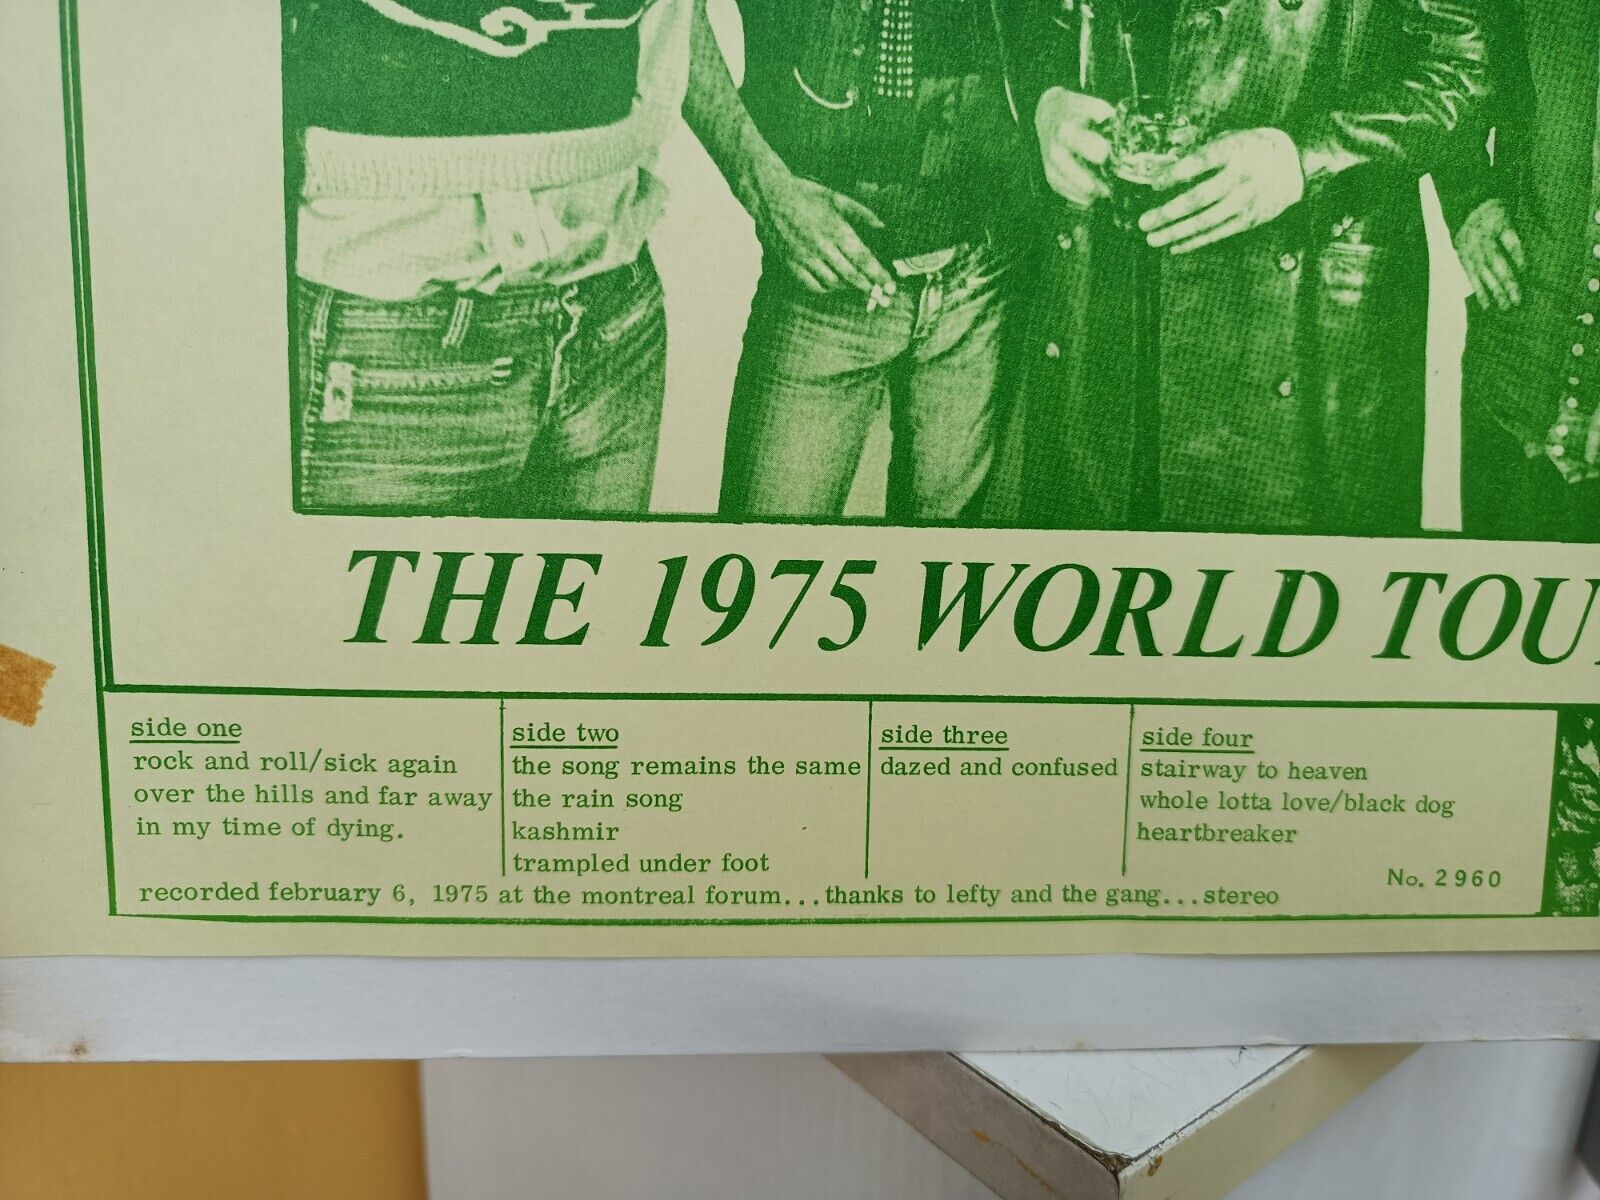 THE 1975 WORLD TOU
side one
rock and roll/sick again
over the hills and far away
in my time of dying.
side two
the song remains the same
the rain song
kashmir
trampled under foot
side three
dazed and confused
side four
stairway to heaven
whole lotta love/black dog
heartbreaker
No. 2960
recorded february 6, 1975 at the montreal forum...thanks to lefty and the gang...stereo